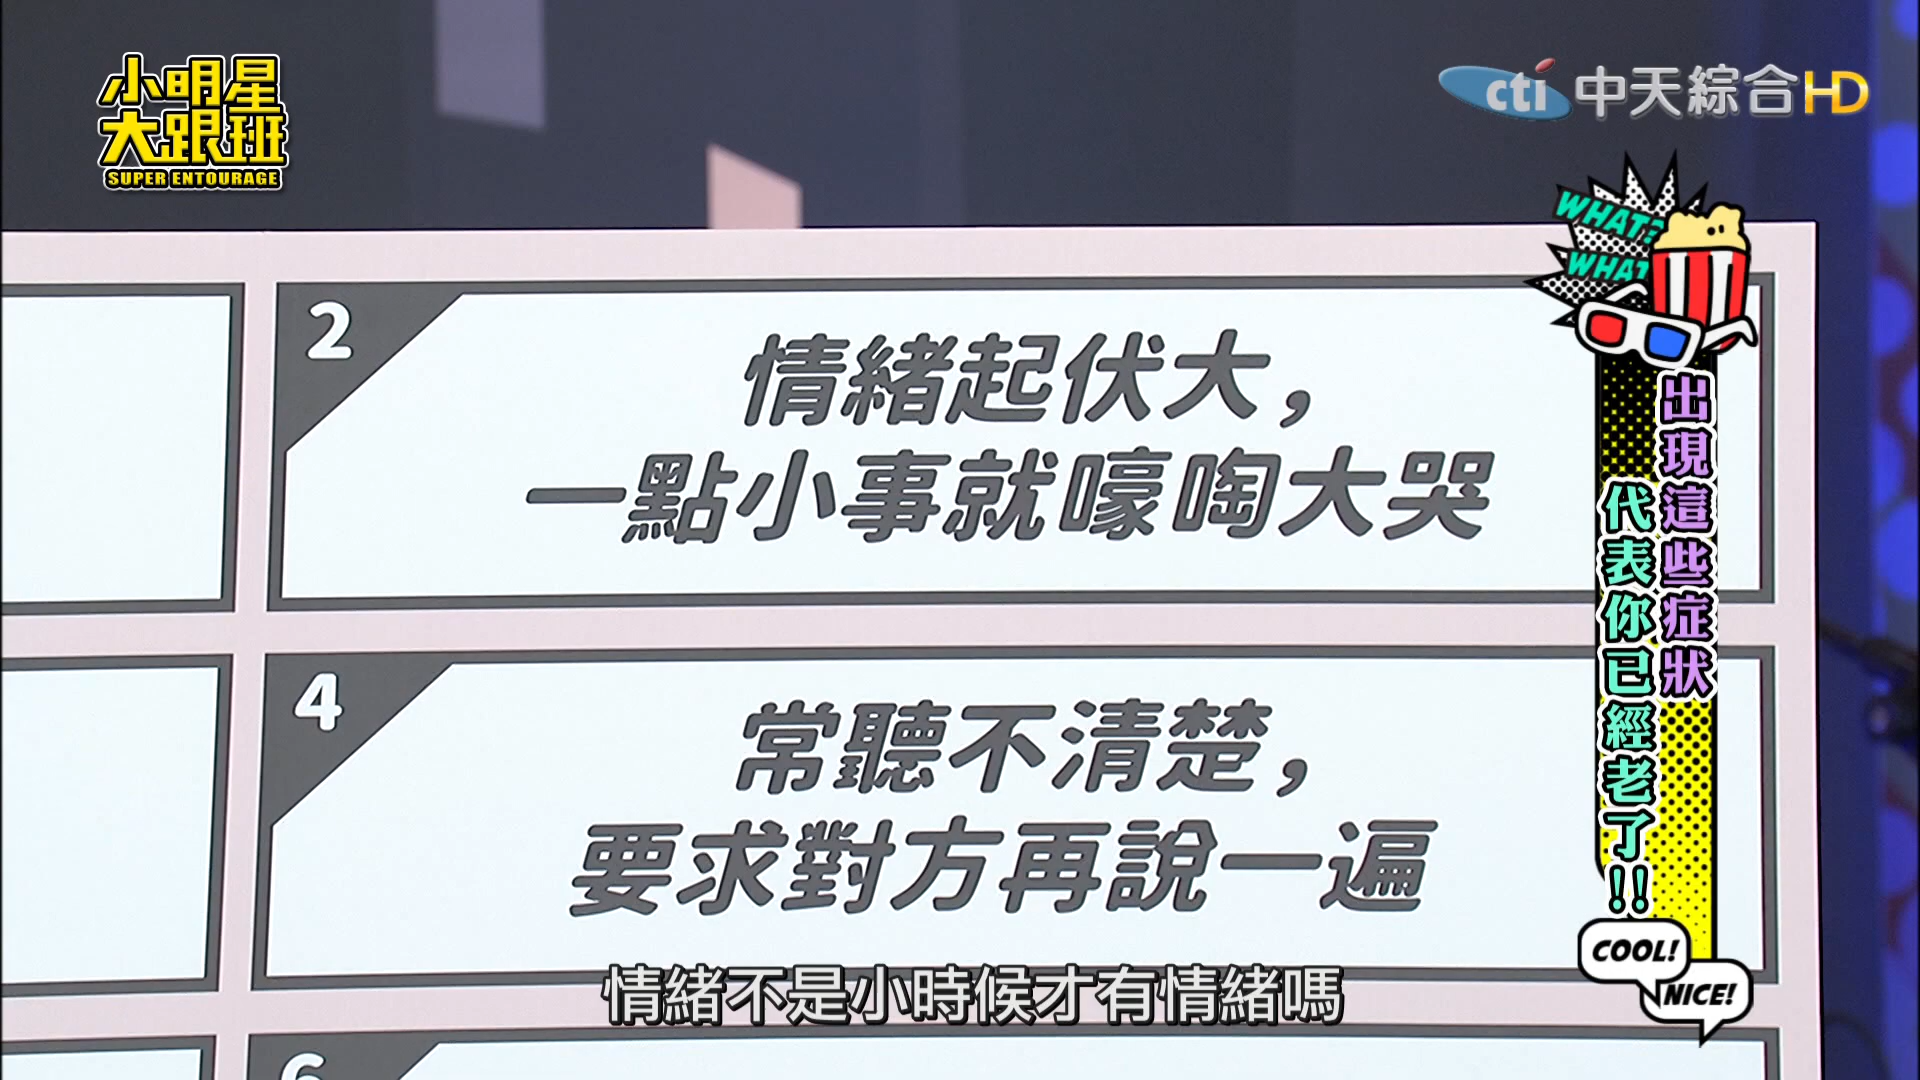 小明星
大跟班
SUPER ENTOURAGE
cti 中天綜合HD
WHAT?
WHAT
出現這些症狀
代表你已經老了!!
COOL!
NICE!
2
情緒起伏大，
一點小事就嚎啕大哭
4
常聽不清楚，
要求對方再說一遍
6
情緒不是小時候才有情緒嗎